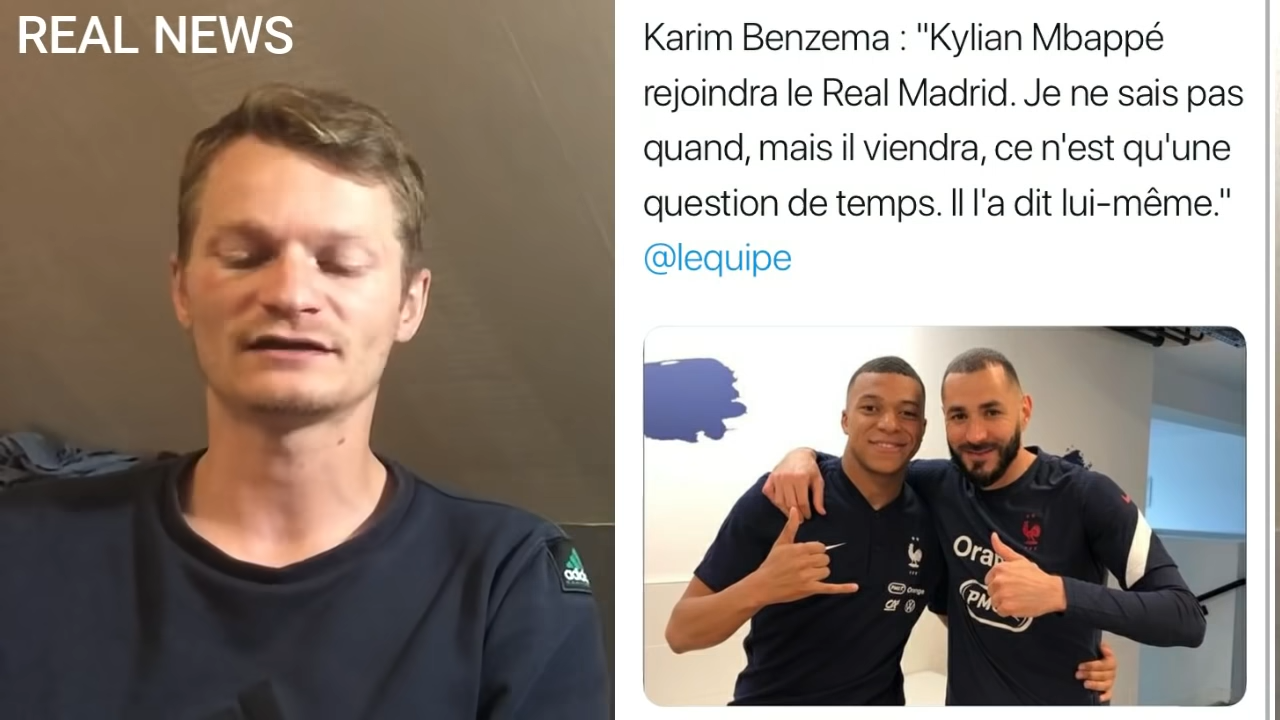 REAL NEWS
Karim Benzema : "Kylian Mbappé
rejoindra le Real Madrid. Je ne sais pas
quand, mais il viendra, ce n'est qu'une
question de temps. Il l'a dit lui-même."
@lequipe
Orange